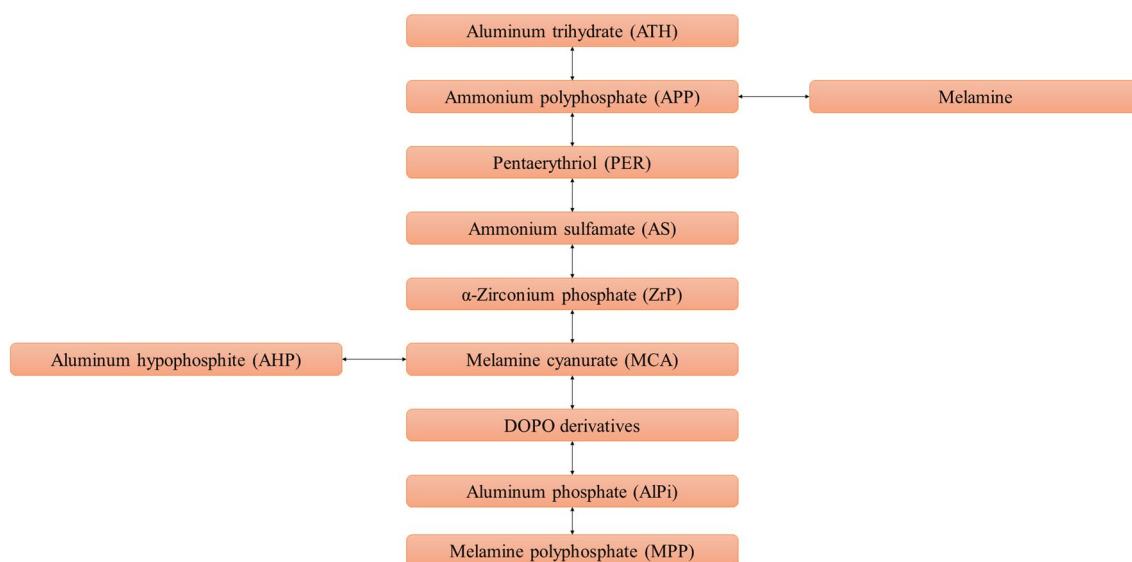 Aluminum trihydrate (ATH)
Ammonium polyphosphate (APP)
Melamine
Pentaerythriol (PER)
Ammonium sulfamate (AS)
α-Zirconium phosphate (ZrP)
Aluminum hypophosphite (AHP)
Melamine cyanurate (MCA)
DOPO derivatives
Aluminum phosphate (AlPi)
Melamine polyphosphate (MPP)